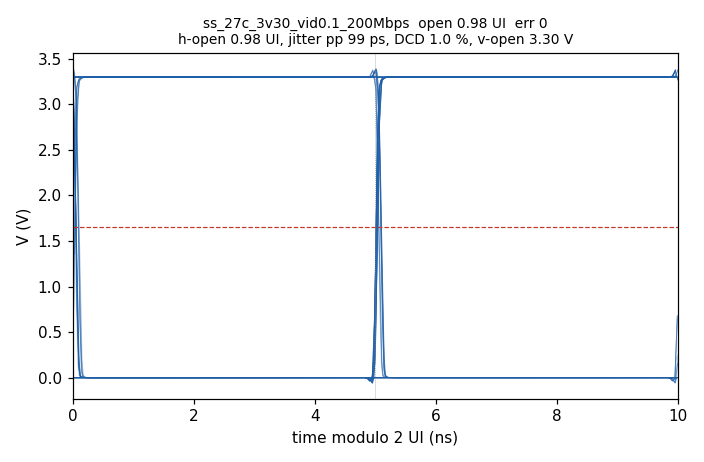 ss_27c_3v30_vid0.1_200Mbps  open 0.98 UI  err 0
h-open 0.98 UI, jitter pp 99 ps, DCD 1.0 %, v-open 3.30 V
3.5
3.0
2.5
2.0
1.5
1.0
0.5
0.0
V (V)
0 2 4 6 8 10
time modulo 2 UI (ns)